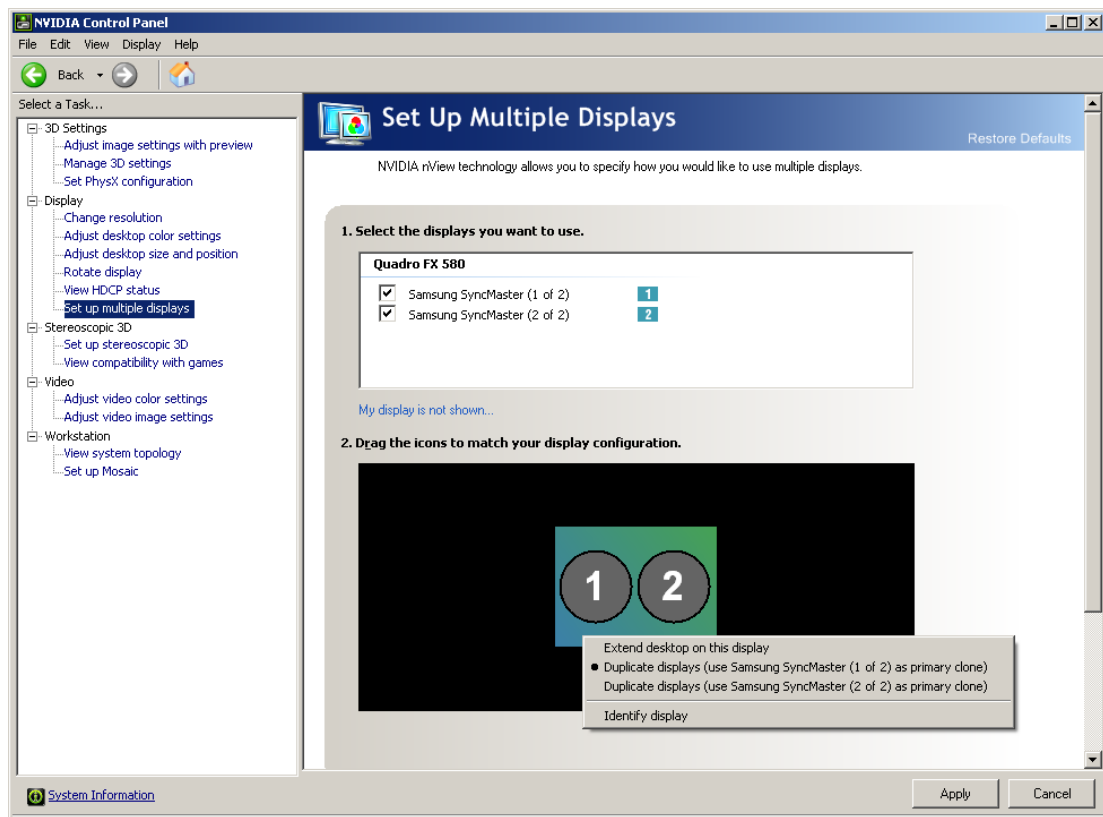 NVIDIA Control Panel
File Edit View Display Help
Back
Select a Task...
3D Settings
Adjust image settings with preview
Manage 3D settings
Set PhysX configuration
Display
Change resolution
Adjust desktop color settings
Adjust desktop size and position
Rotate display
View HDCP status
Set up multiple displays
Stereoscopic 3D
Set up stereoscopic 3D
View compatibility with games
Video
Adjust video color settings
Adjust video image settings
Workstation
View system topology
Set up Mosaic
Set Up Multiple Displays
Restore Defaults
NVIDIA nView technology allows you to specify how you would like to use multiple displays.
1. Select the displays you want to use.
Quadro FX 580
Samsung SyncMaster (1 of 2) 1
Samsung SyncMaster (2 of 2) 2
My display is not shown...
2. Drag the icons to match your display configuration.
1 2
Extend desktop on this display
Duplicate displays (use Samsung SyncMaster (1 of 2) as primary clone)
Duplicate displays (use Samsung SyncMaster (2 of 2) as primary clone)
Identify display
System Information
Apply Cancel